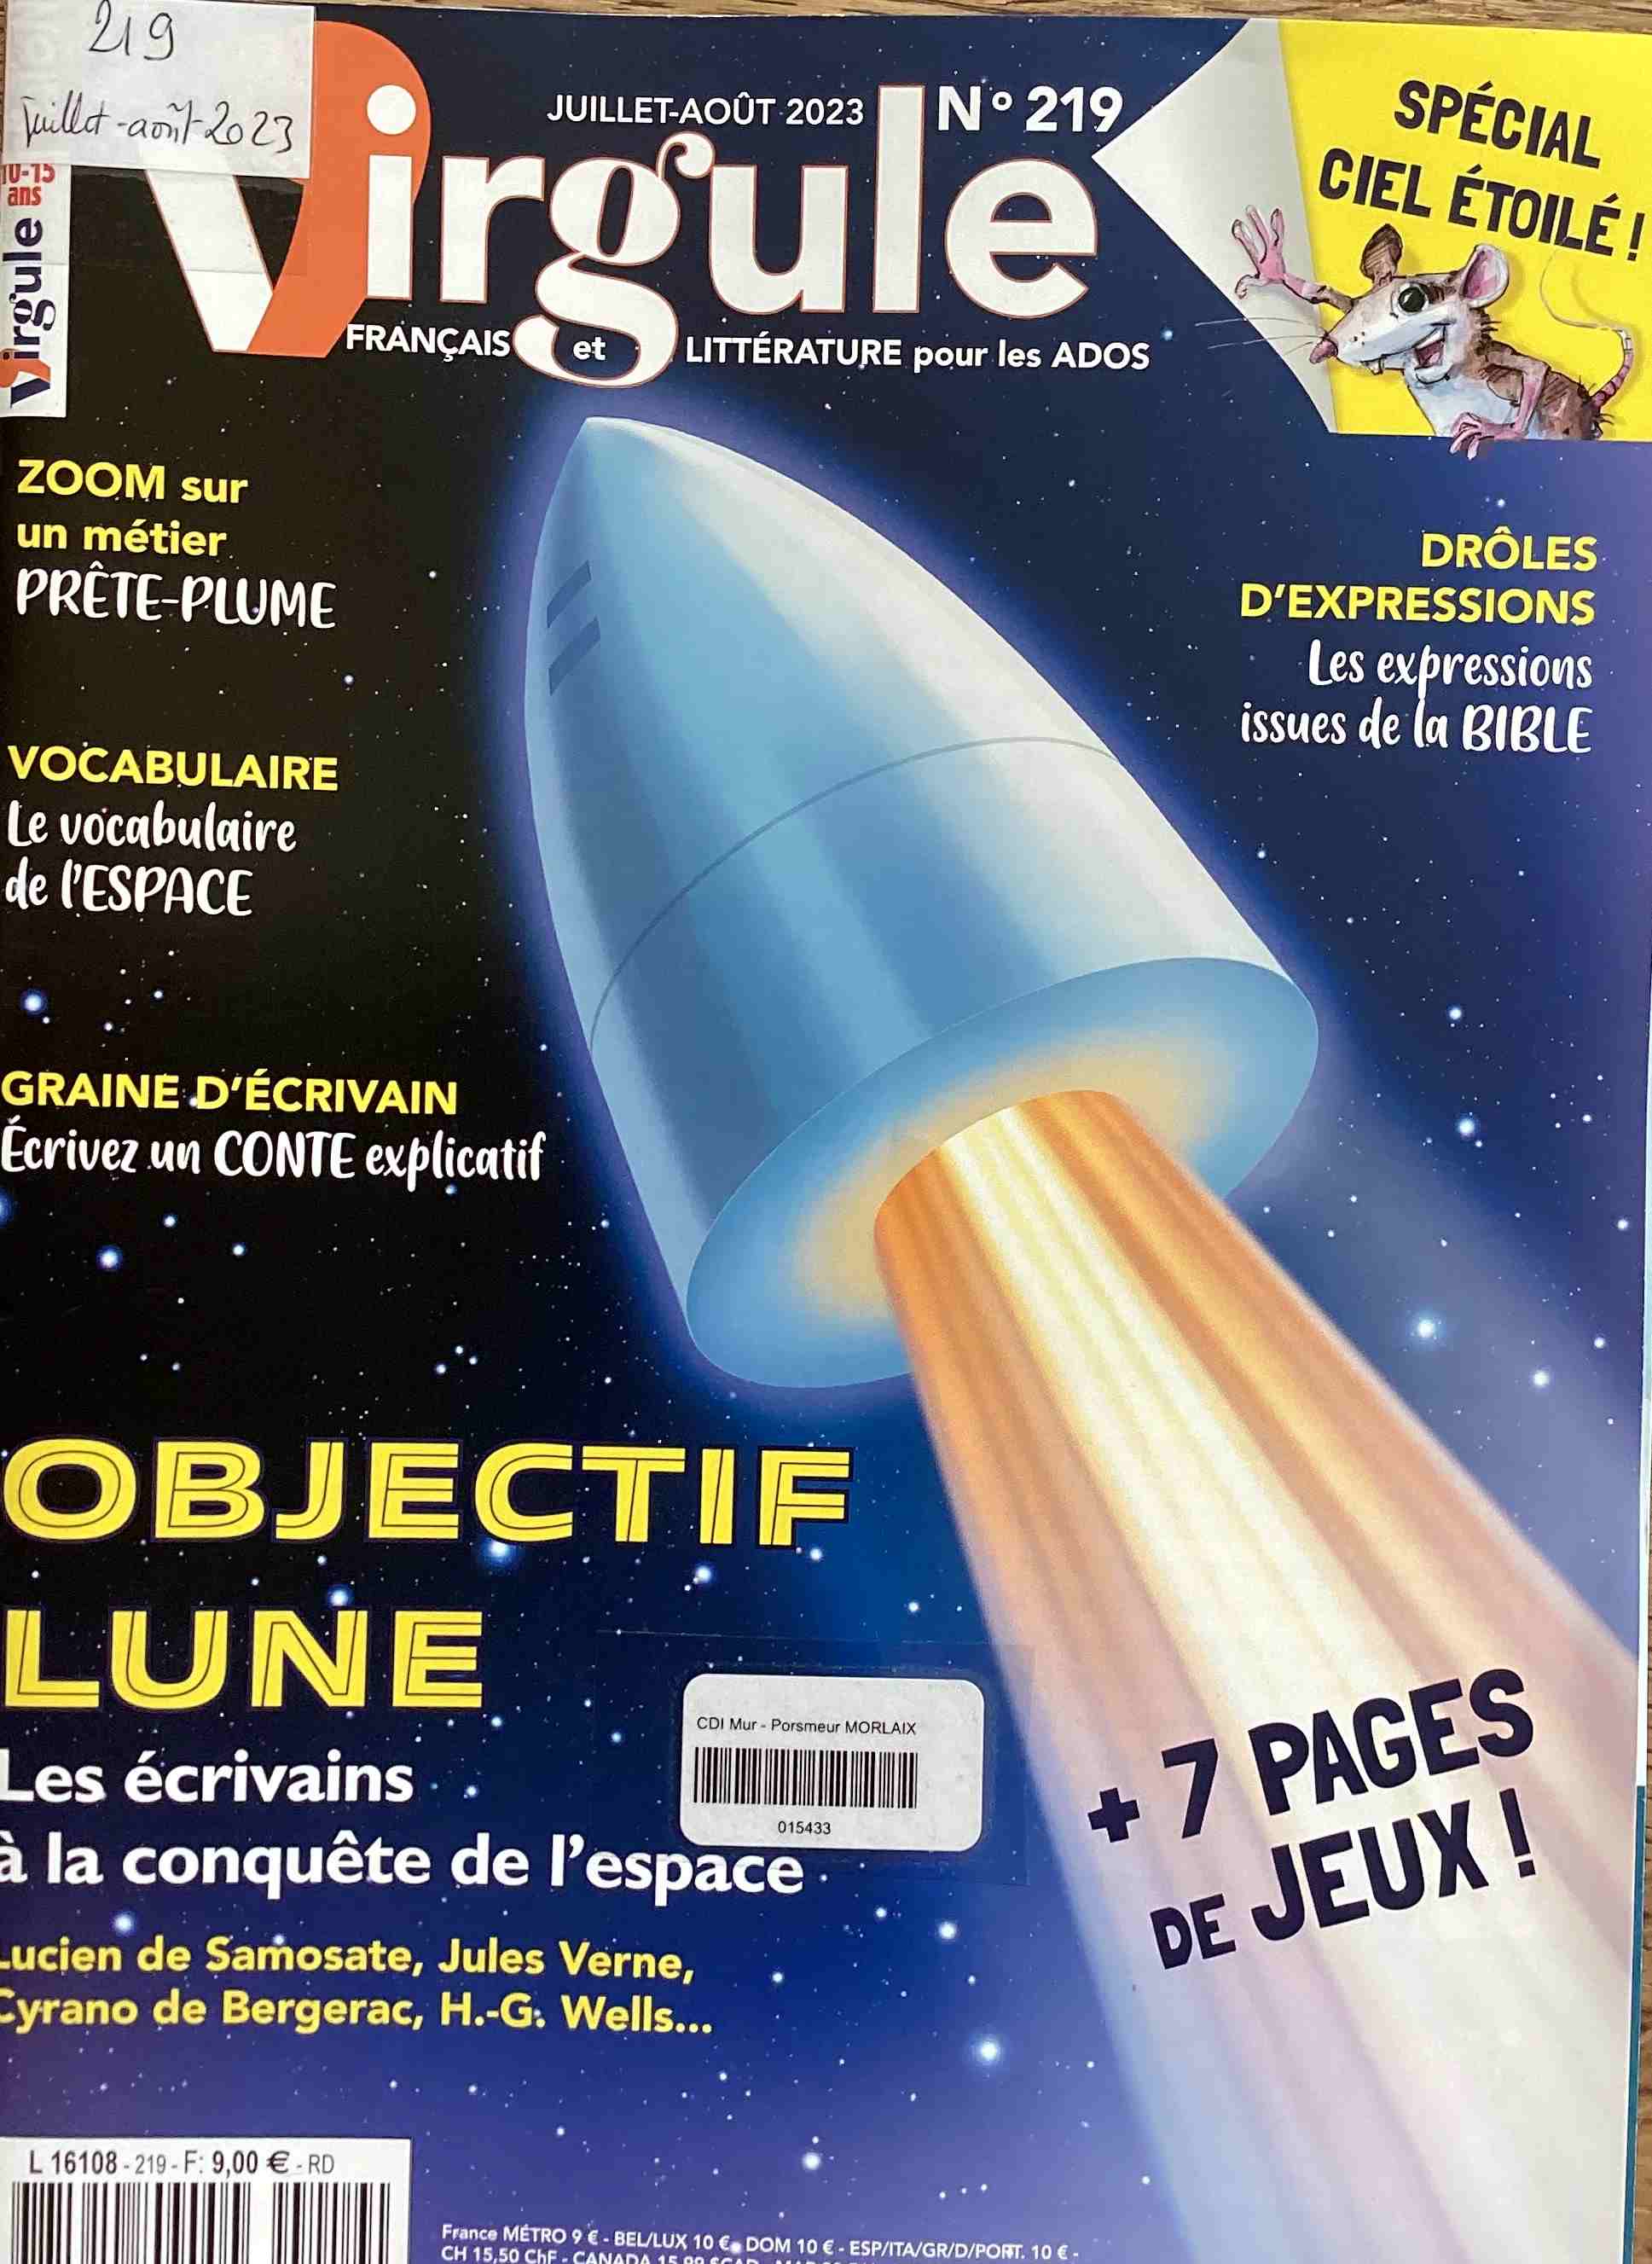 219
juillet-août-2023
10-15
ans
Virgule
JUILLET-AOÛT 2023
N° 219
Virgule
FRANÇAIS et LITTÉRATURE pour les ADOS
SPÉCIAL
CIEL ÉTOILÉ !
ZOOM sur
un métier
PRÊTE-PLUME
DRÔLES
D'EXPRESSIONS
Les expressions
issues de la BIBLE
VOCABULAIRE
Le vocabulaire
de l'ESPACE
GRAINE D'ÉCRIVAIN
Écrivez un CONTE explicatif
OBJECTIF
LUNE
Les écrivains
à la conquête de l'espace
Lucien de Samosate, Jules Verne,
Cyrano de Bergerac, H.-G. Wells...
CDI Mur - Porsmeur MORLAIX
015433
+ 7 PAGES
DE JEUX !
L 16108 - 219 - F: 9,00 € - RD
France MÉTRO 9 € - BEL/LUX 10 € - DOM 10 € - ESP/ITA/GR/D/PORT. 10 € -
CH 15,50 ChF - CANADA 15,99 $CAD